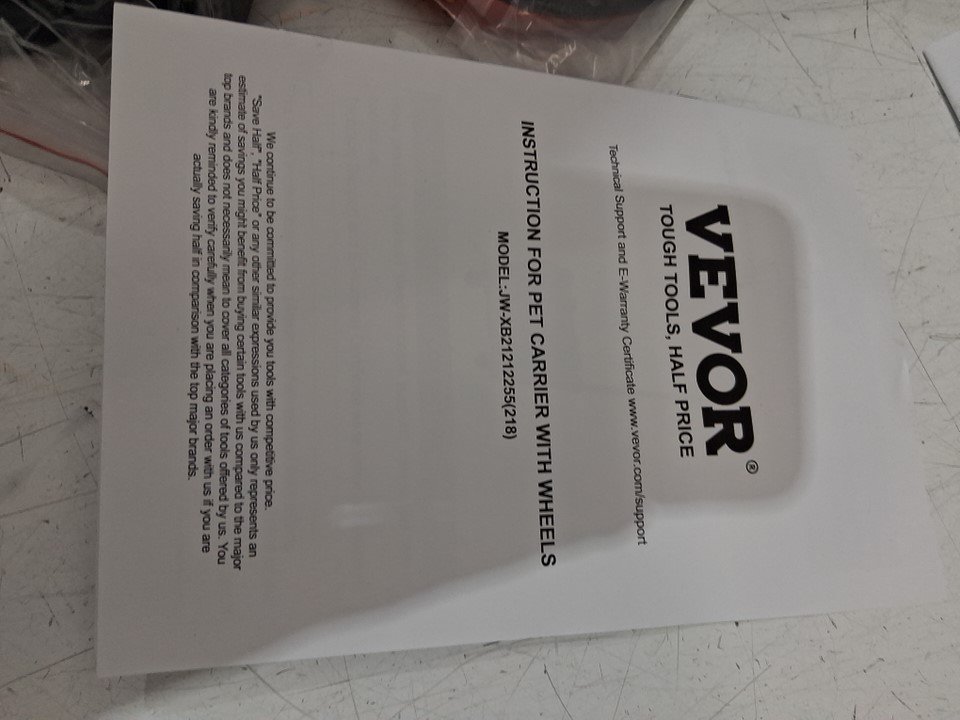 VEVOR®
TOUGH TOOLS, HALF PRICE
Technical Support and E-Warranty Certificate www.vevor.com/support
INSTRUCTION FOR PET CARRIER WITH WHEELS
MODEL:JW-XB21212255(218)
We continue to be committed to provide you tools with competitive price.
"Save Half", "Half Price" or any other similar expressions used by us only represents an
estimate of savings you might benefit from buying certain tools with us compared to the major
top brands and does not necessarily mean to cover all categories of tools offered by us. You
are kindly reminded to verify carefully when you are placing an order with us if you are
actually saving half in comparison with the top major brands.